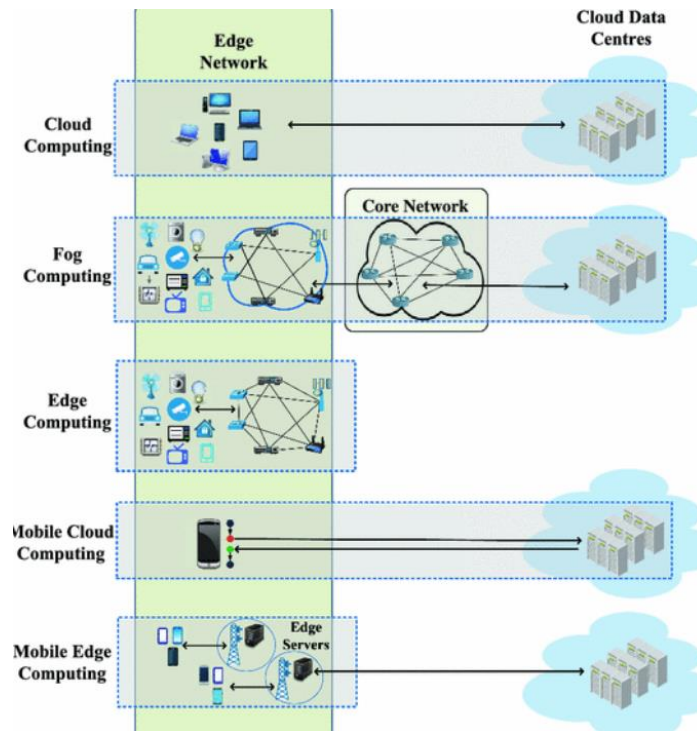 Edge
Network
Cloud Data
Centres
Cloud
Computing
Fog
Computing
Core Network
Edge
Computing
Mobile Cloud
Computing
Mobile Edge
Computing
Edge
Servers